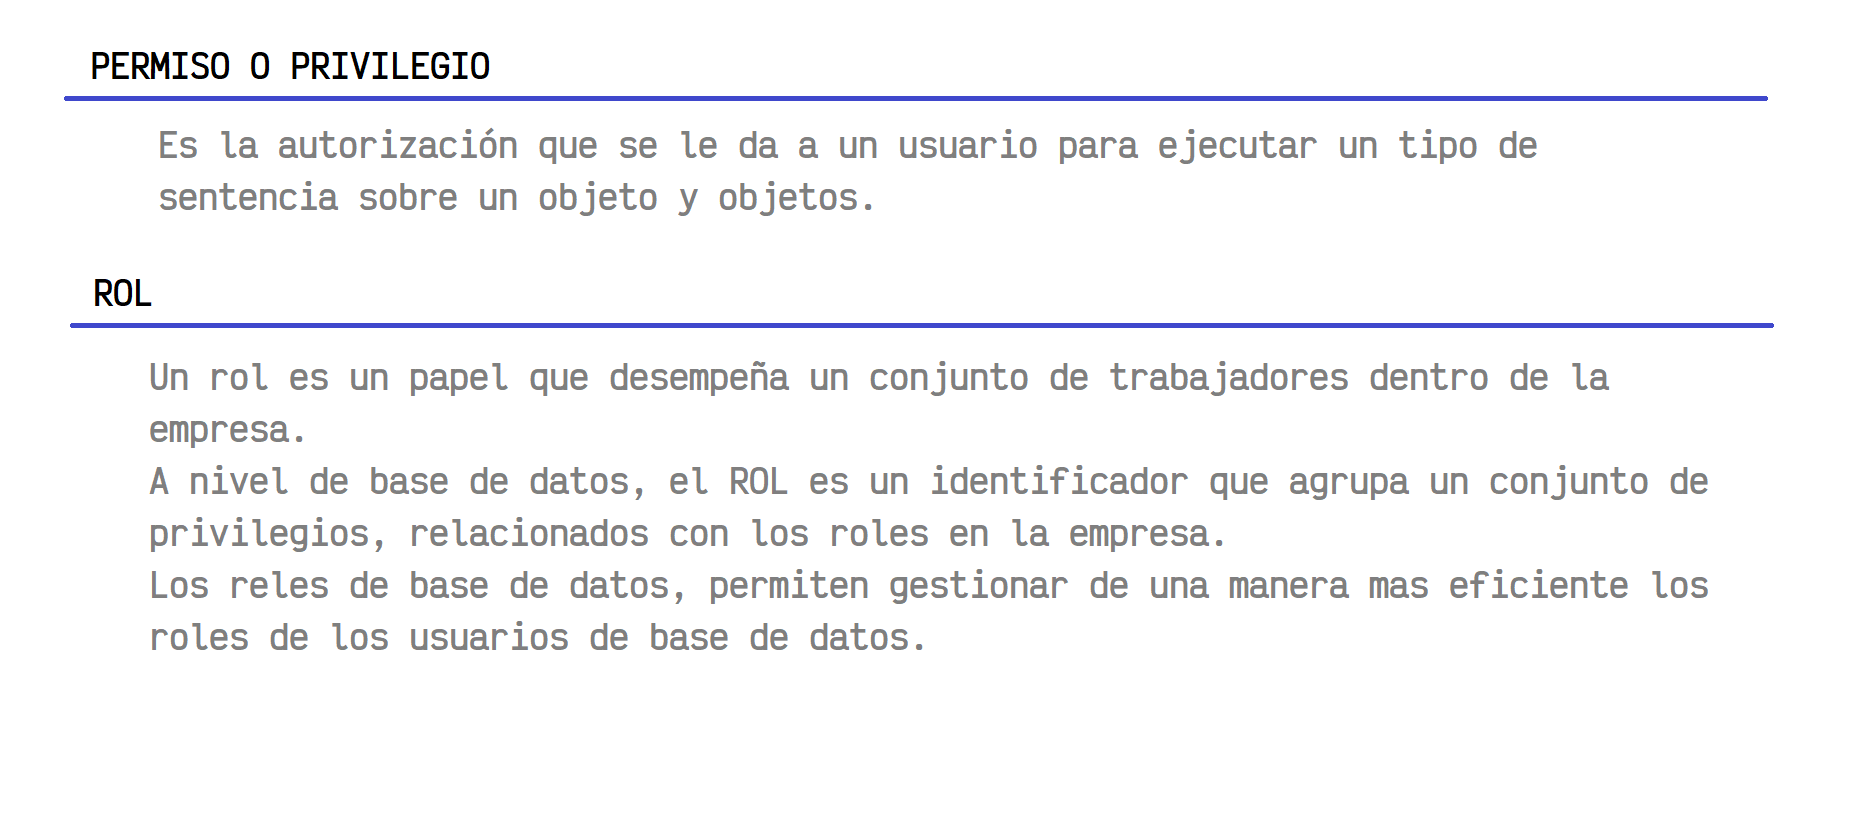 PERMISO O PRIVILEGIO
Es la autorización que se le da a un usuario para ejecutar un tipo de
sentencia sobre un objeto y objetos.
ROL
Un rol es un papel que desempeña un conjunto de trabajadores dentro de la
empresa.
A nivel de base de datos, el ROL es un identificador que agrupa un conjunto de
privilegios, relacionados con los roles en la empresa.
Los reles de base de datos, permiten gestionar de una manera mas eficiente los
roles de los usuarios de base de datos.